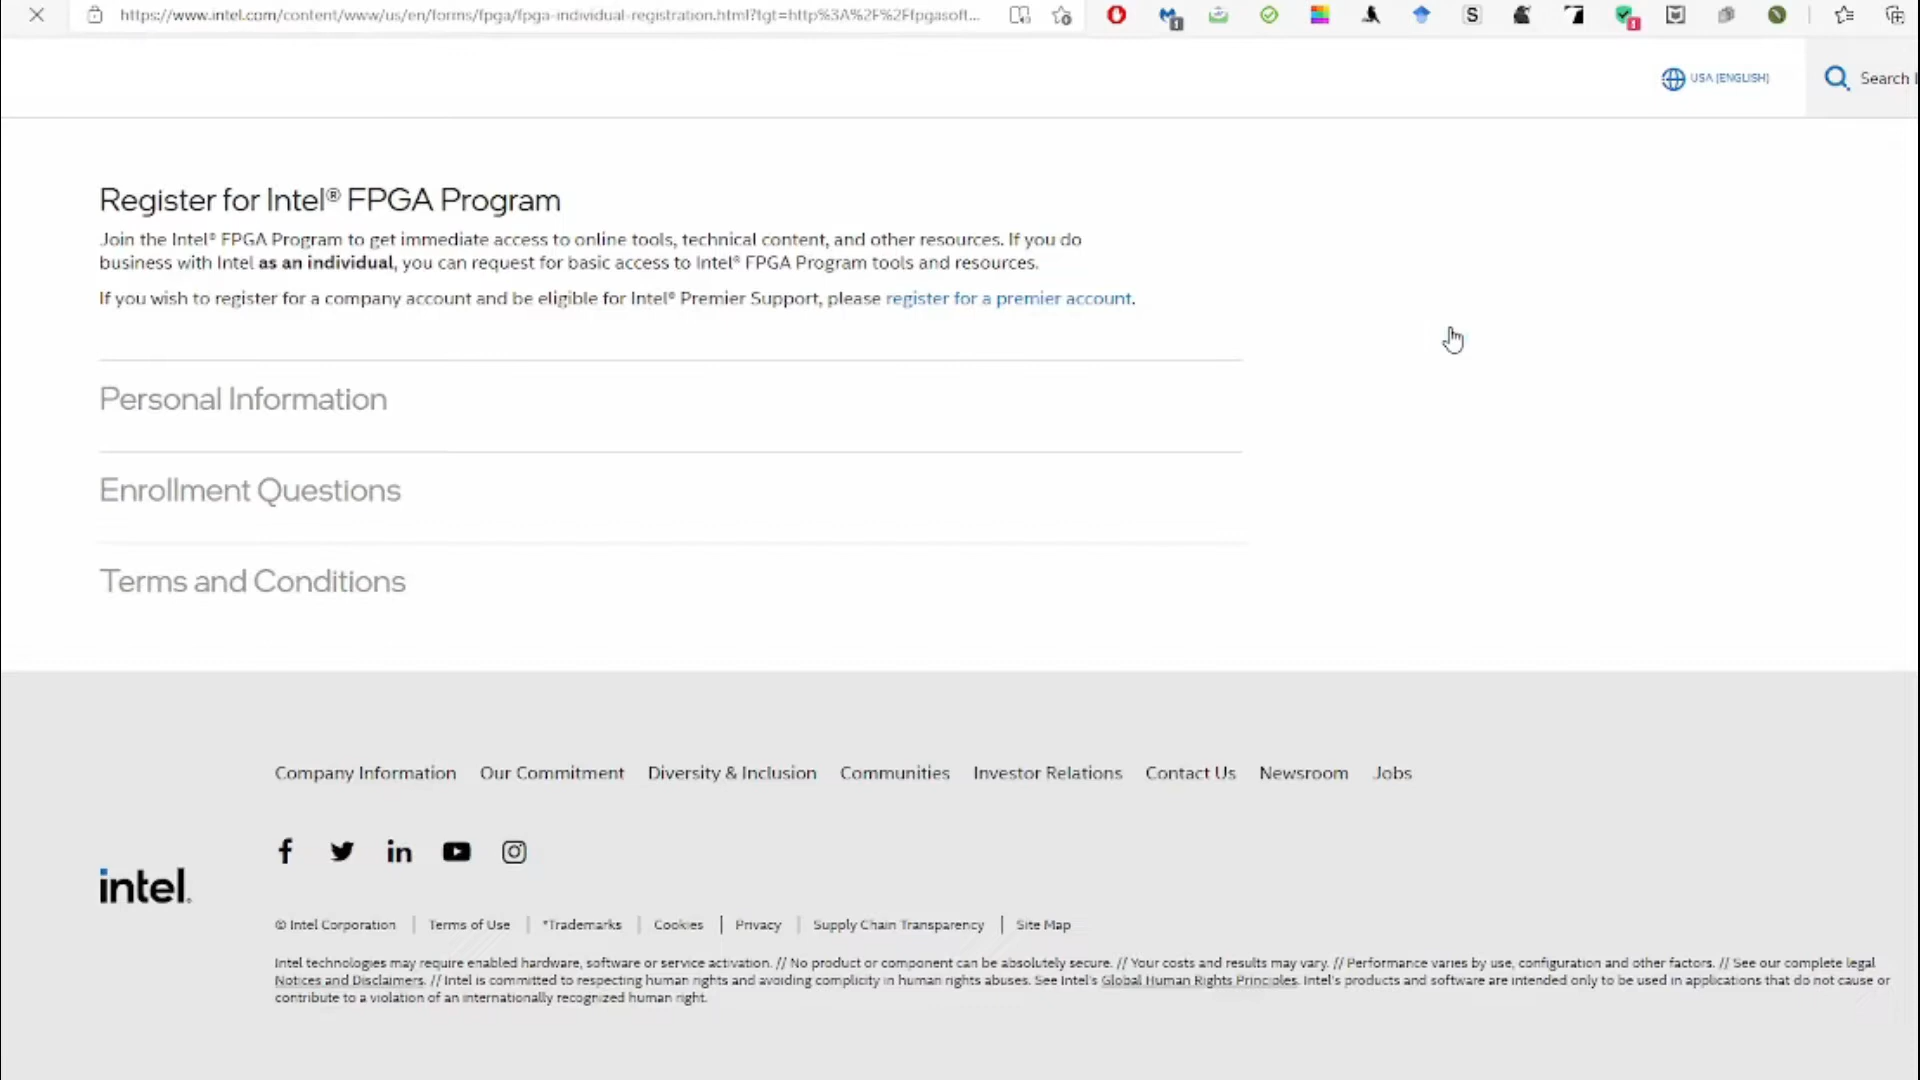 https://www.intel.com/content/www/us/en/forms/fpga/fpga-individual-registration.html?tgt=http%3A%2F%2Ffpgasoft...
1
S
1
USA (ENGLISH)
Search
Register for Intel® FPGA Program
Join the Intel® FPGA Program to get immediate access to online tools, technical content, and other resources. If you do
business with Intel as an individual, you can request for basic access to Intel® FPGA Program tools and resources.
If you wish to register for a company account and be eligible for Intel® Premier Support, please register for a premier account.
Personal Information
Enrollment Questions
Terms and Conditions
Company Information Our Commitment Diversity & Inclusion Communities Investor Relations Contact Us Newsroom Jobs
intel.
© Intel Corporation | Terms of Use | *Trademarks | Cookies | Privacy | Supply Chain Transparency | Site Map
Intel technologies may require enabled hardware, software or service activation. // No product or component can be absolutely secure. // Your costs and results may vary. // Performance varies by use, configuration and other factors. // See our complete legal
Notices and Disclaimers. // Intel is committed to respecting human rights and avoiding complicity in human rights abuses. See Intel's Global Human Rights Principles. Intel's products and software are intended only to be used in applications that do not cause or
contribute to a violation of an internationally recognized human right.